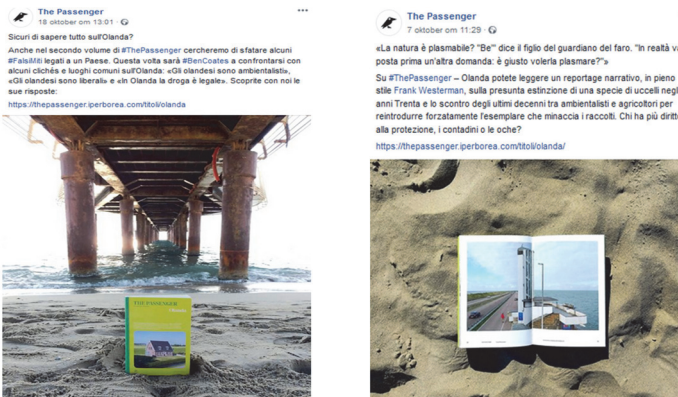 The Passenger
18 oktober om 13:01 ·
Sicuri di sapere tutto sull'Olanda?
Anche nel secondo volume di #ThePassenger cercheremo di sfatare alcuni
#FalsiMiti legati a un Paese. Questa volta sarà #BenCoates a confrontarsi con
alcuni clichés e luoghi comuni sull'Olanda: «Gli olandesi sono ambientalisti»,
«Gli olandesi sono liberali» e «In Olanda la droga è legale». Scoprite con noi le
sue risposte:
https://thepassenger.iperborea.com/titoli/olanda
THE PASSENGER
The Passenger
7 oktober om 11:29 ·
«La natura è plasmabile? "Be'" dice il figlio del guardiano del faro. "In realtà va
posta prima un'altra domanda: è giusto volerla plasmare?"»
Su #ThePassenger – Olanda potete leggere un reportage narrativo, in pieno
stile Frank Westerman, sulla presunta estinzione di una specie di uccelli negl
anni Trenta e lo scontro degli ultimi decenni tra ambientalisti e agricoltori per
reintrodurre forzatamente l'esemplare che minaccia i raccolti. Chi ha più diritt
alla protezione, i contadini o le oche?
https://thepassenger.iperborea.com/titoli/olanda/